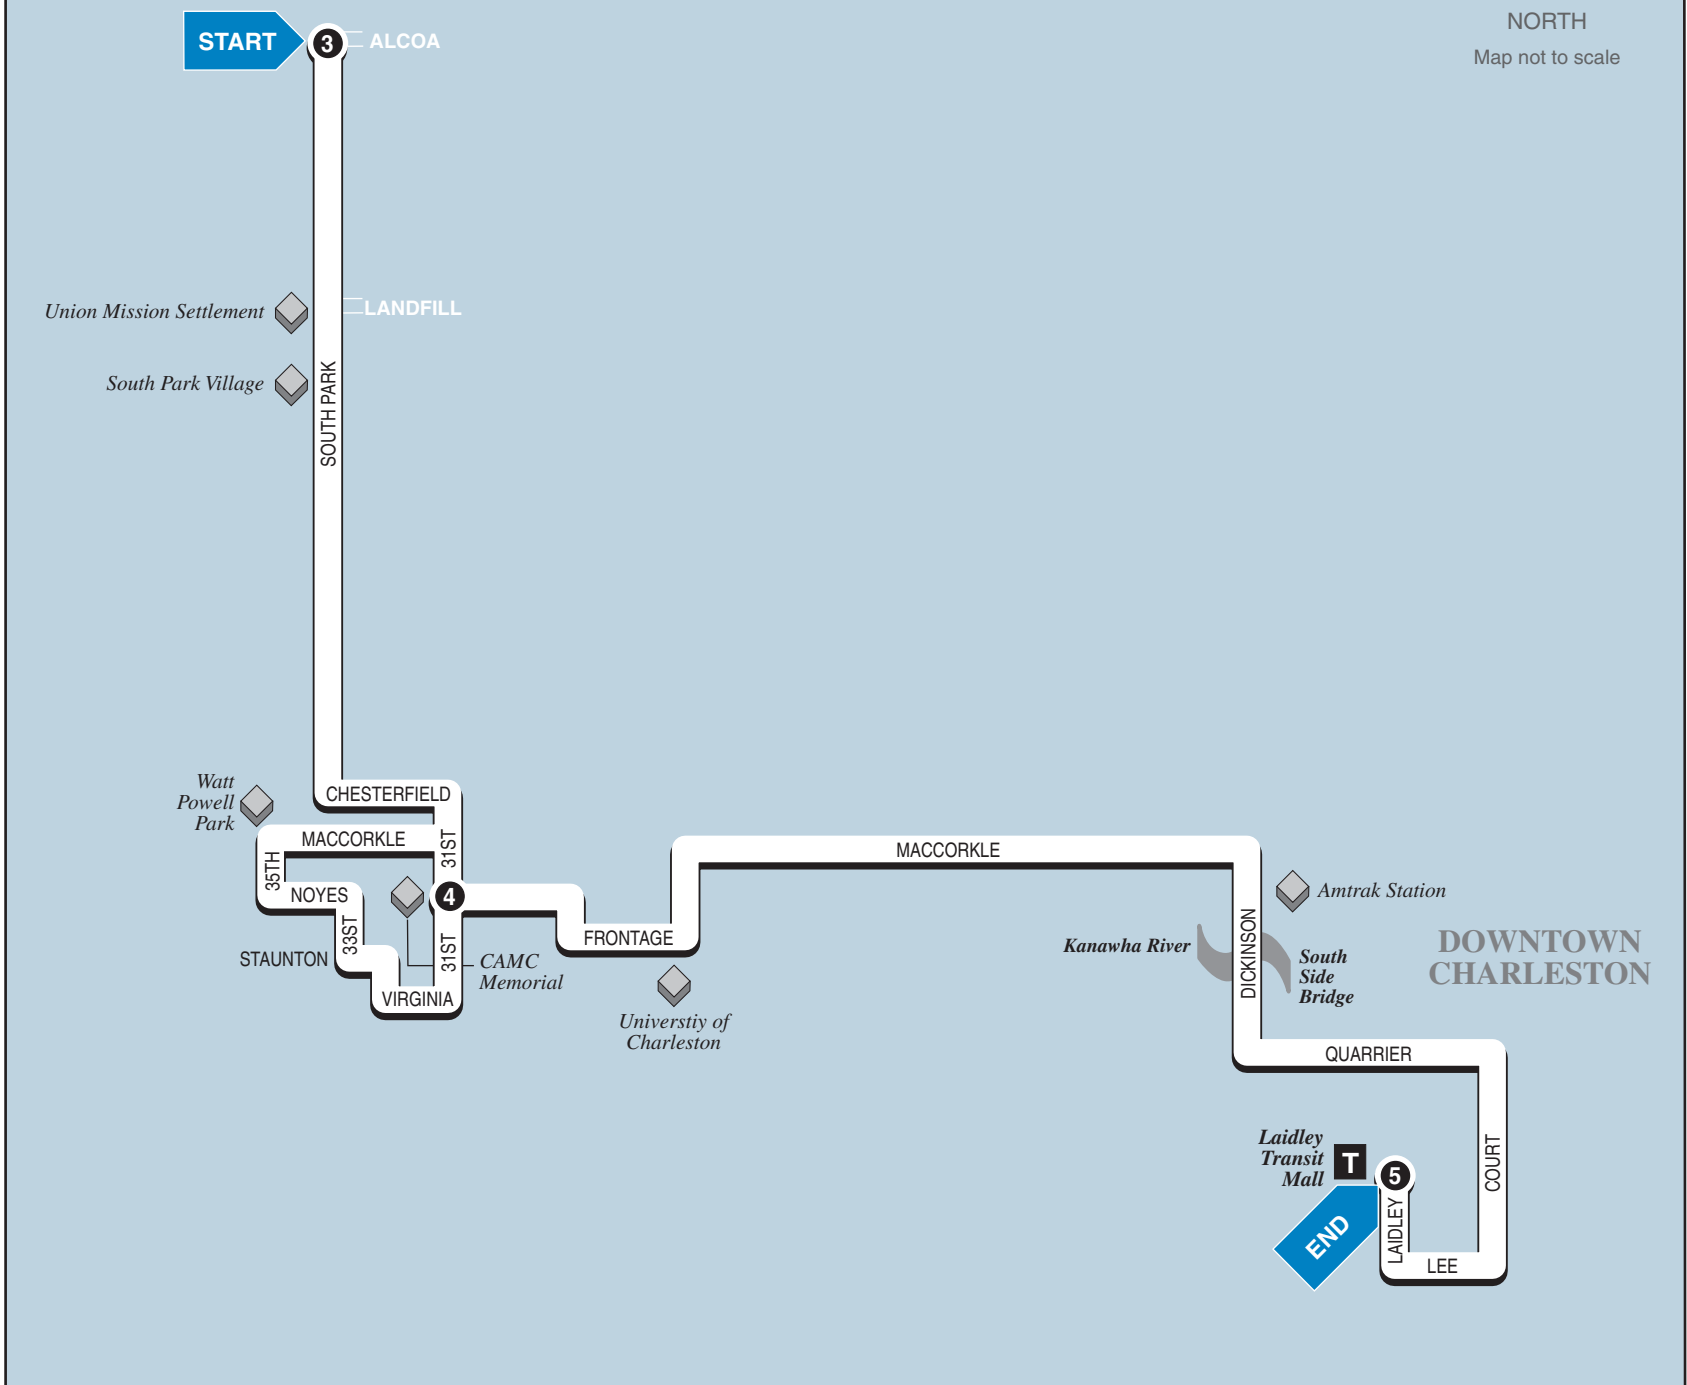 NORTH
Map not to scale
START
3
ALCOA
Union Mission Settlement
LANDFILL
South Park Village
SOUTH PARK
Watt
Powell
Park
CHESTERFIELD
MACCORKLE
31ST
35TH
NOYES
4
33ST
STAUNTON
31ST
VIRGINIA
CAMC
Memorial
FRONTAGE
Universtiy of
Charleston
MACCORKLE
Amtrak Station
Kanawha River
DICKINSON
South
Side
Bridge
DOWNTOWN
CHARLESTON
QUARRIER
COURT
Laidley
Transit
Mall
T
5
LAIDLEY
LEE
END